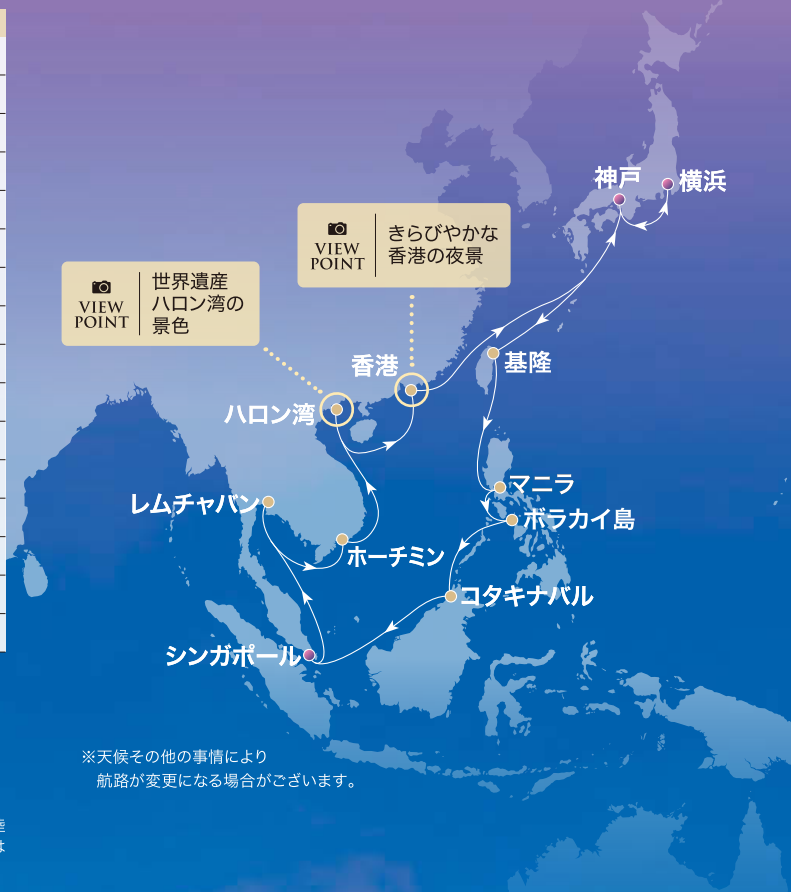 神戸
横浜
VIEW
POINT
きらびやかな
香港の夜景
VIEW
POINT
世界遺産
ハロン湾の
景色
香港
基隆
ハロン湾
マニラ
レムチャバン
ボラカイ島
ホーチミン
コタキナバル
シンガポール
※天候その他の事情により
航路が変更になる場合がございます。
は